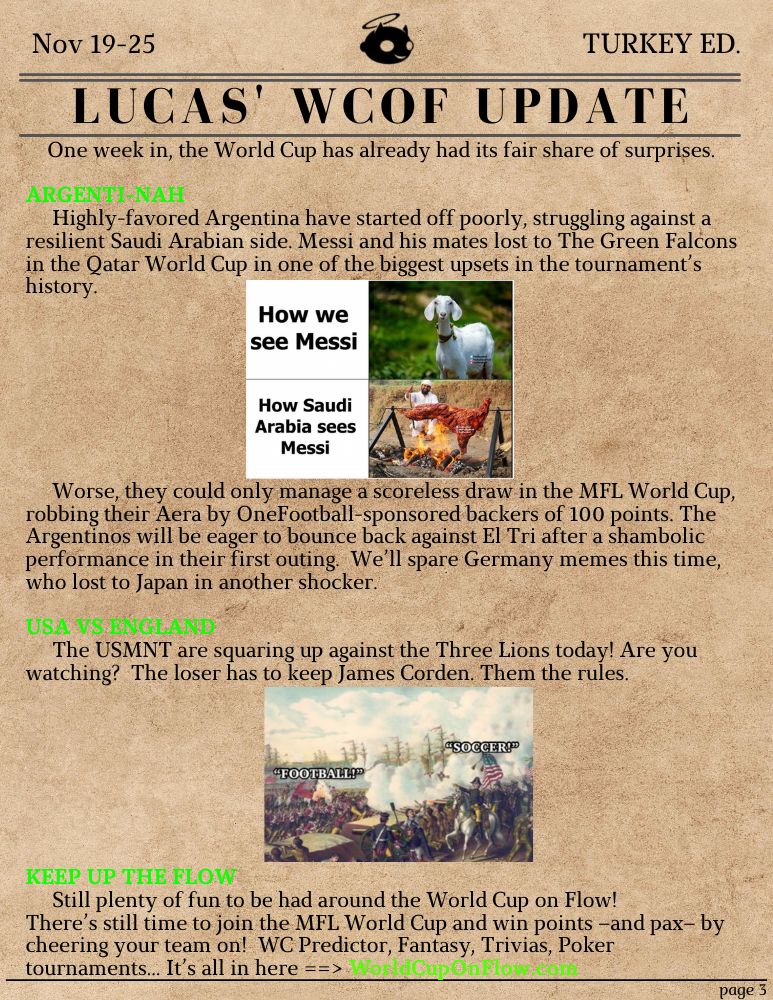 Nov 19-25
TURKEY ED.
LUCAS' WCOF UPDATE
One week in, the World Cup has already had its fair share of surprises.
ARGENTI-NAH
Highly-favored Argentina have started off poorly, struggling against a
resilient Saudi Arabian side. Messi and his mates lost to The Green Falcons
in the Qatar World Cup in one of the biggest upsets in the tournament’s
history.
How we
see Messi
How Saudi
Arabia sees
Messi
Worse, they could only manage a scoreless draw in the MFL World Cup,
robbing their Aera by OneFootball-sponsored backers of 100 points. The
Argentinos will be eager to bounce back against El Tri after a shambolic
performance in their first outing.  We’ll spare Germany memes this time,
who lost to Japan in another shocker.
USA VS ENGLAND
The USMNT are squaring up against the Three Lions today! Are you
watching?  The loser has to keep James Corden. Them the rules.
“SOCCER!”
“FOOTBALL!”
KEEP UP THE FLOW
Still plenty of fun to be had around the World Cup on Flow!
There’s still time to join the MFL World Cup and win points –and pax– by
cheering your team on!  WC Predictor, Fantasy, Trivias, Poker
tournaments... It’s all in here ==> WorldCupOnFlow.com
page 3